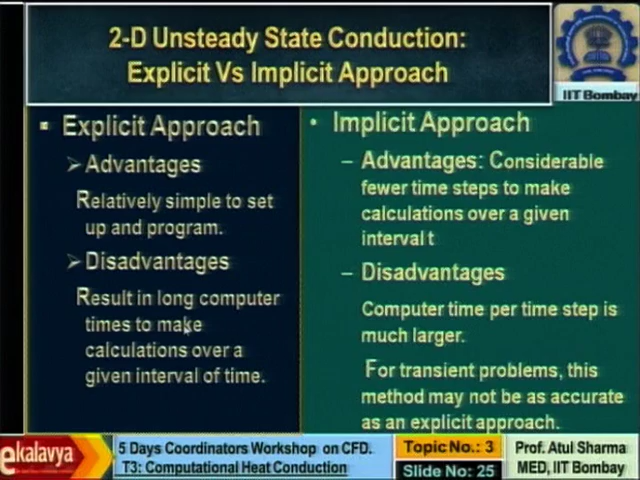 2-D Unsteady State Conduction:
Explicit Vs Implicit Approach
IIT Bombay
Explicit Approach
Advantages
Relatively simple to set
up and program.
Disadvantages
Result in long computer
times to make
calculations over a
given interval of time.
Implicit Approach
– Advantages: Considerable
fewer time steps to make
calculations over a given
interval t
– Disadvantages
Computer time per time step is
much larger.
For transient problems, this
method may not be as accurate
as an explicit approach.
ekalavya
5 Days Coordinators Workshop on CFD.
T3: Computational Heat Conduction
Topic No.: 3
Slide No: 25
Prof. Atul Sharma
MED, IIT Bombay